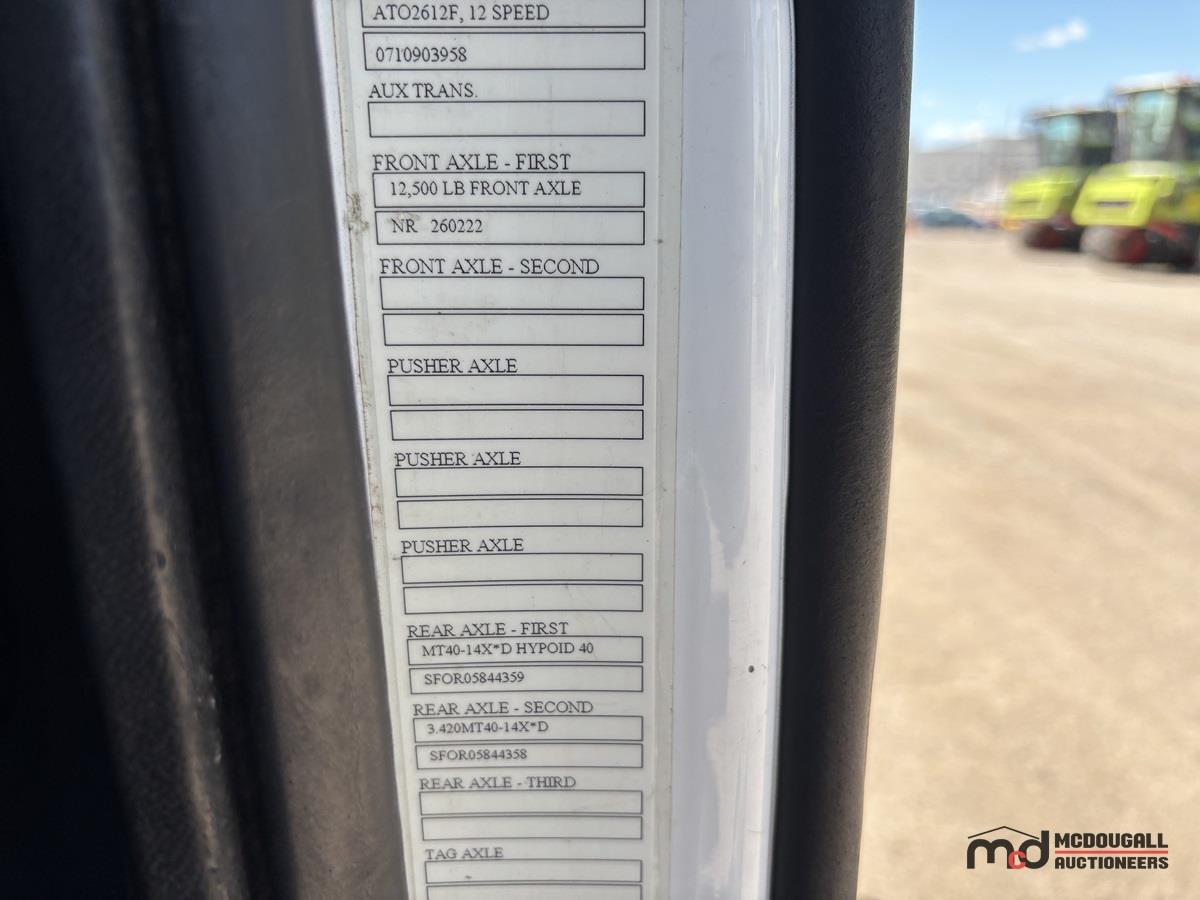 ATO2612F, 12 SPEED
0710903958
AUX TRANS.
FRONT AXLE - FIRST
12,500 LB FRONT AXLE
NR 260222
FRONT AXLE - SECOND
PUSHER AXLE
PUSHER AXLE
PUSHER AXLE
REAR AXLE - FIRST
MT40-14X*D HYPOID 40
SFOR05844359
REAR AXLE - SECOND
3.420MT40-14X*D
SFOR05844358
REAR AXLE - THIRD
TAG AXLE
mcd MCDOUGALL
AUCTIONEERS